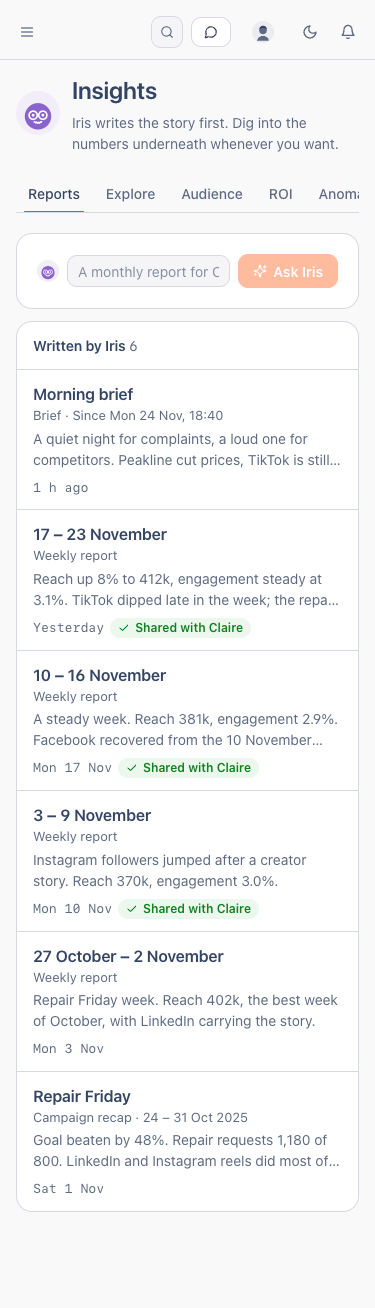 Insights
Iris writes the story first. Dig into the
numbers underneath whenever you want.
Reports Explore Audience ROI Anoma
A monthly report for C Ask Iris
Written by Iris 6
Morning brief
Brief · Since Mon 24 Nov, 18:40
A quiet night for complaints, a loud one for
competitors. Peakline cut prices, TikTok is still…
1 h ago
17 – 23 November
Weekly report
Reach up 8% to 412k, engagement steady at
3.1%. TikTok dipped late in the week; the repa…
Yesterday Shared with Claire
10 – 16 November
Weekly report
A steady week. Reach 381k, engagement 2.9%.
Facebook recovered from the 10 November…
Mon 17 Nov Shared with Claire
3 – 9 November
Weekly report
Instagram followers jumped after a creator
story. Reach 370k, engagement 3.0%.
Mon 10 Nov Shared with Claire
27 October – 2 November
Weekly report
Repair Friday week. Reach 402k, the best week
of October, with LinkedIn carrying the story.
Mon 3 Nov
Repair Friday
Campaign recap · 24 – 31 Oct 2025
Goal beaten by 48%. Repair requests 1,180 of
800. LinkedIn and Instagram reels did most of…
Sat 1 Nov